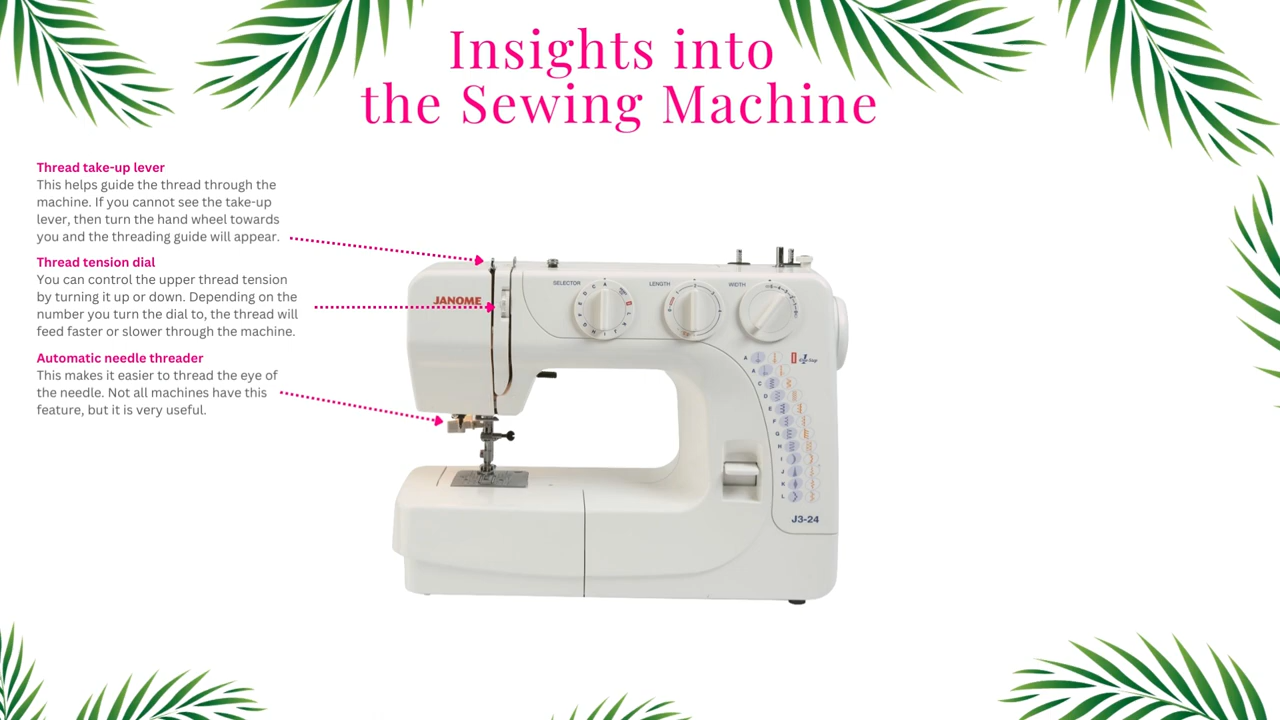 Insights into
the Sewing Machine
Thread take-up lever
This helps guide the thread through the
machine. If you cannot see the take-up
lever, then turn the hand wheel towards
you and the threading guide will appear.
Thread tension dial
You can control the upper thread tension
by turning it up or down. Depending on the
number you turn the dial to, the thread will
feed faster or slower through the machine.
Automatic needle threader
This makes it easier to thread the eye of
the needle. Not all machines have this
feature, but it is very useful.
JANOME
SELECTOR
LENGTH
WIDTH
A
C
D
E
F
G
H
I
J
K
L
J3-24